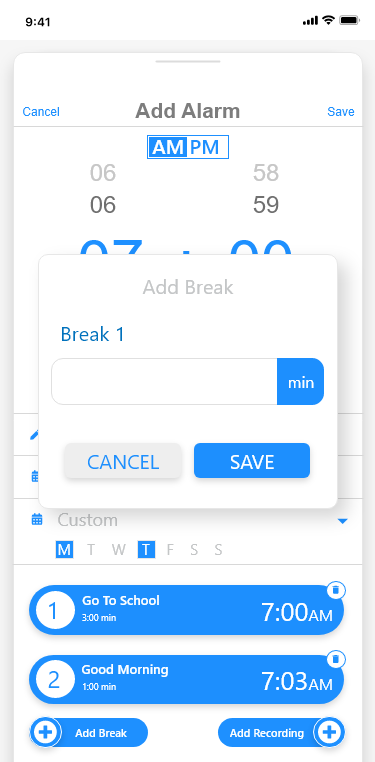 9:41
Cancel Add Alarm Save
AM PM
06 58
06 59
07 : 00
Add Break
Break 1
min
CANCEL SAVE
Custom
M T W T F S S
1 Go To School 7:00AM
3:00 min
2 Good Morning 7:03AM
1:00 min
Add Break Add Recording